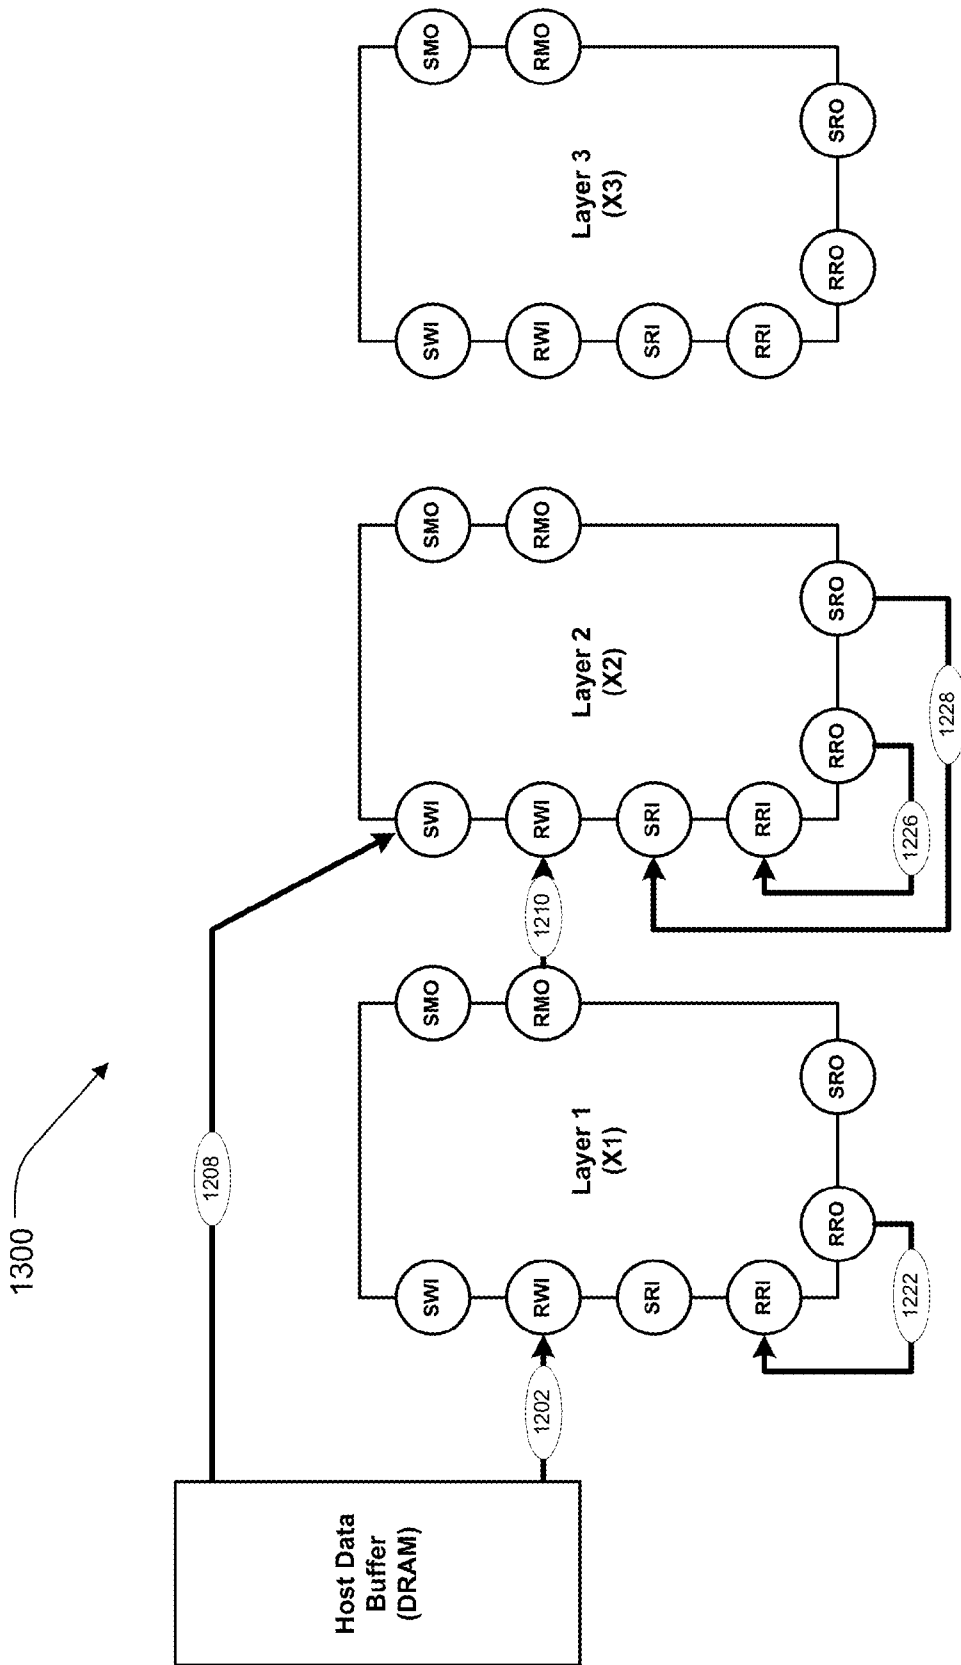 1300
1208
Host Data
Buffer
(DRAM)
1202
SWI
RWI
SRI
RRI
SMO
RMO
Layer 1
(X1)
RRO
SRO
1222
1210
SWI
RWI
SRI
RRI
SMO
RMO
Layer 2
(X2)
RRO
SRO
1226
1228
SWI
RWI
SRI
RRI
SMO
RMO
Layer 3
(X3)
RRO
SRO